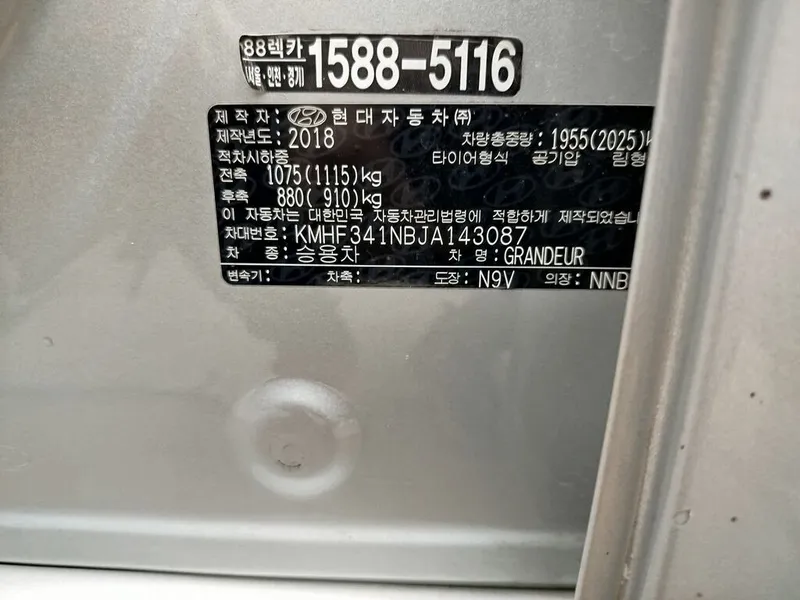 88렉카
(서울·인천·경기) 1588-5116
제 작 자: 현대자동차(주)
제작년도: 2018 차량총중량: 1955(2025)k
적차시하중 타이어형식 공기압 림형
전축 1075(1115)kg
후축 880( 910)kg
이 자동차는 대한민국 자동차관리법령에 적합하게 제작되었습니
차대번호: KMHF341NBJA143087
차 종: 승용차 차 명: GRANDEUR
변속기: 차축: 도장: N9V 의장: NNB